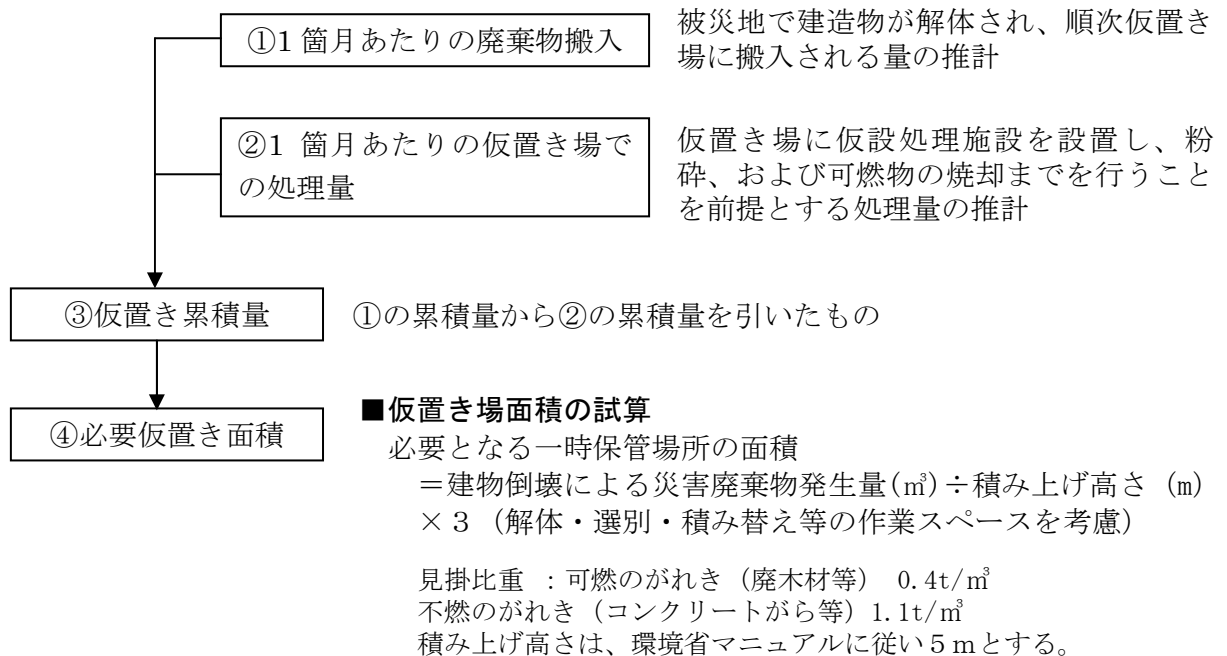 ①1 箇月あたりの廃棄物搬入
被災地で建造物が解体され、順次仮置き
場に搬入される量の推計
②1 箇月あたりの仮置き場で
の処理量
仮置き場に仮設処理施設を設置し、粉
砕、および可燃物の焼却までを行うこと
を前提とする処理量の推計
③仮置き累積量
①の累積量から②の累積量を引いたもの
④必要仮置き面積
■仮置き場面積の試算
必要となる一時保管場所の面積
＝建物倒壊による災害廃棄物発生量(㎥)÷積み上げ高さ (m)
×３（解体・選別・積み替え等の作業スペースを考慮）
見掛比重 ：可燃のがれき（廃木材等） 0.4t/㎥
不燃のがれき（コンクリートがら等）1.1t/㎥
積み上げ高さは、環境省マニュアルに従い５ｍとする。